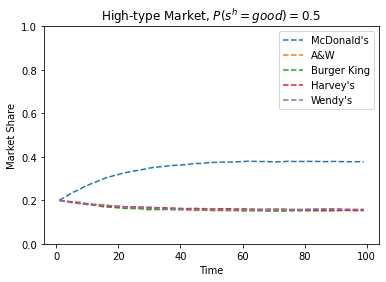 High-type Market, P(s^h = good) = 0.5
Market Share
1.0
0.8
0.6
0.4
0.2
0.0
McDonald's
A&W
Burger King
Harvey's
Wendy's
0 20 40 60 80 100
Time